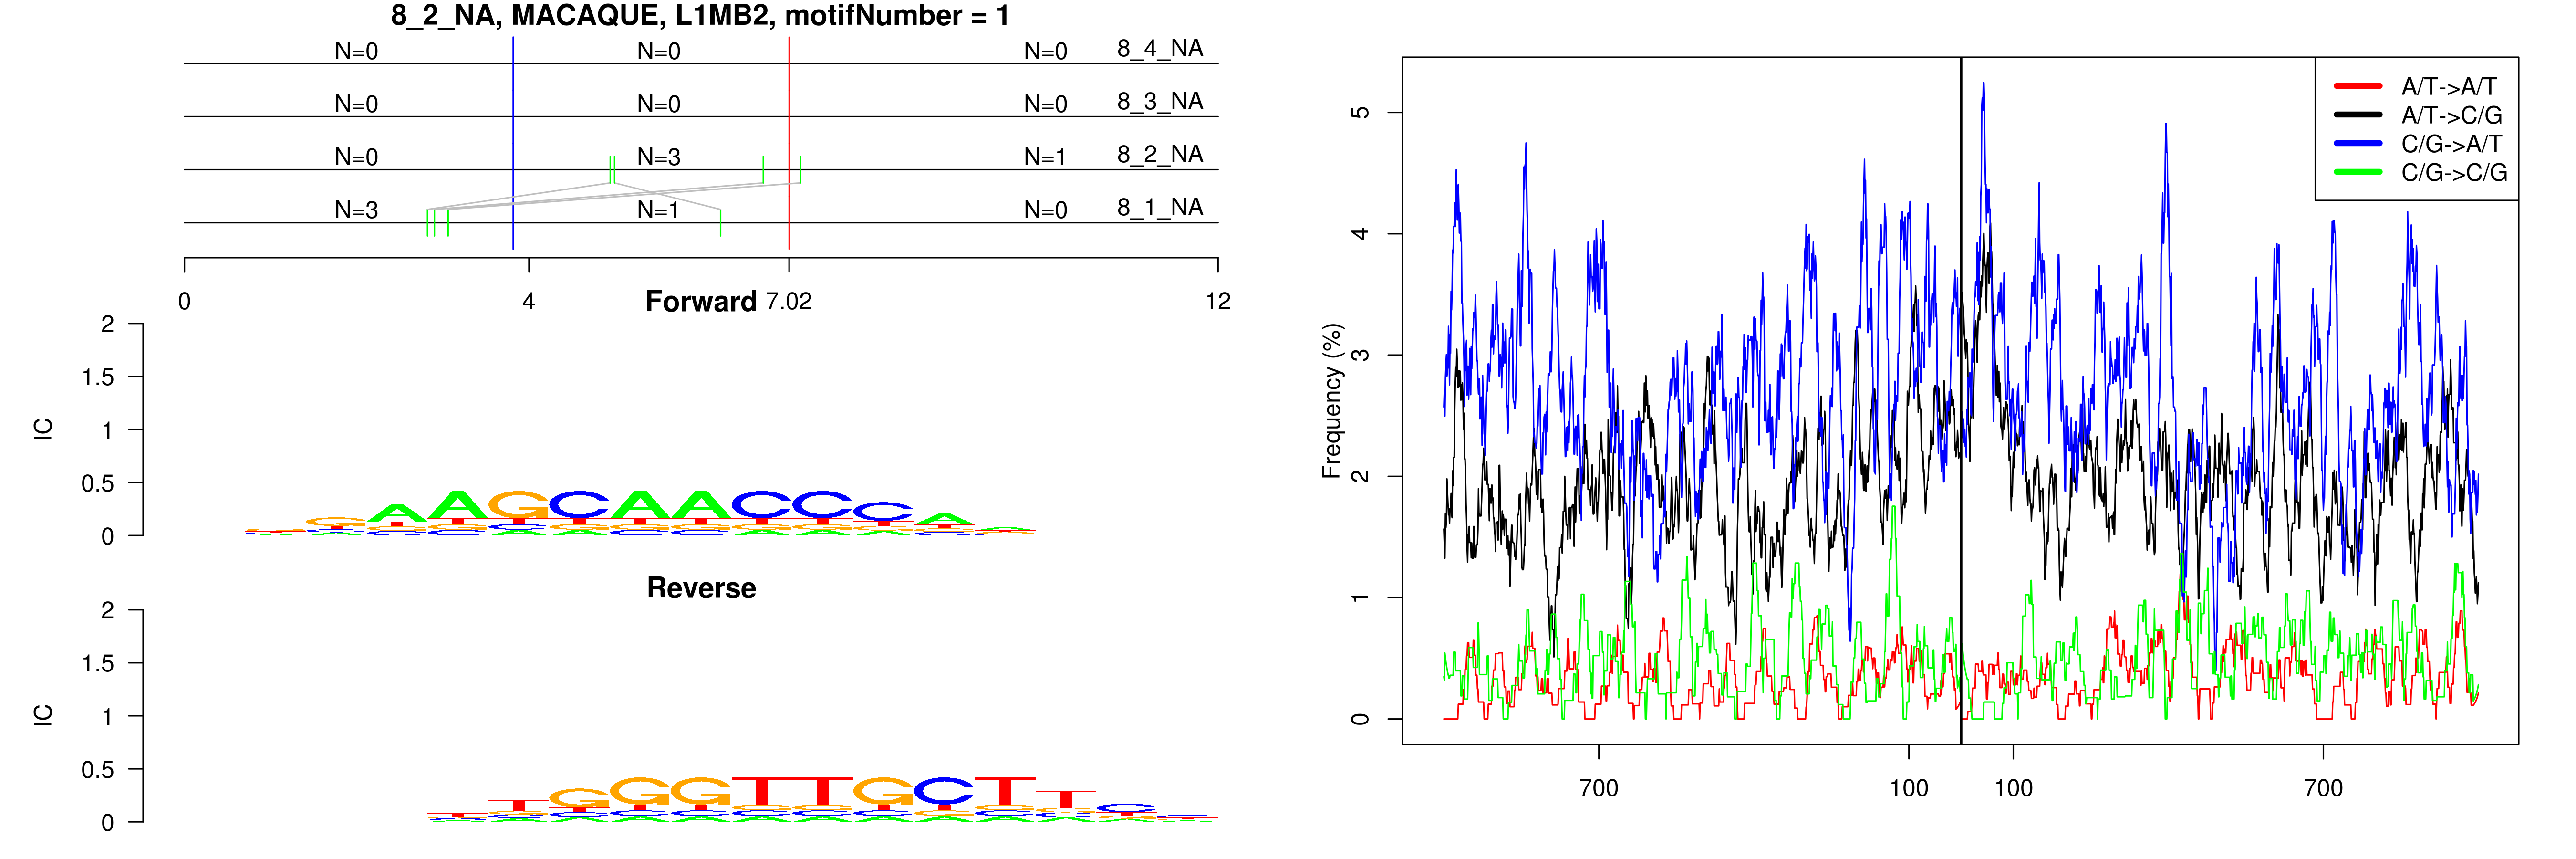 8_2_NA, MACAQUE, L1MB2, motifNumber = 1
N=0 N=0 N=0 8_4_NA
N=0 N=0 N=0 8_3_NA
N=0 N=3 N=1 8_2_NA
N=3 N=1 N=0 8_1_NA
0 4 7.02 12
Forward
2
1.5
1
0.5
0
IC
GAAGCAACCCA
Reverse
2
1.5
1
0.5
0
IC
TGGGTTGCTTC
A/T->A/T
A/T->C/G
C/G->A/T
C/G->C/G
5
4
3
2
1
0
Frequency (%)
700 100 100 700